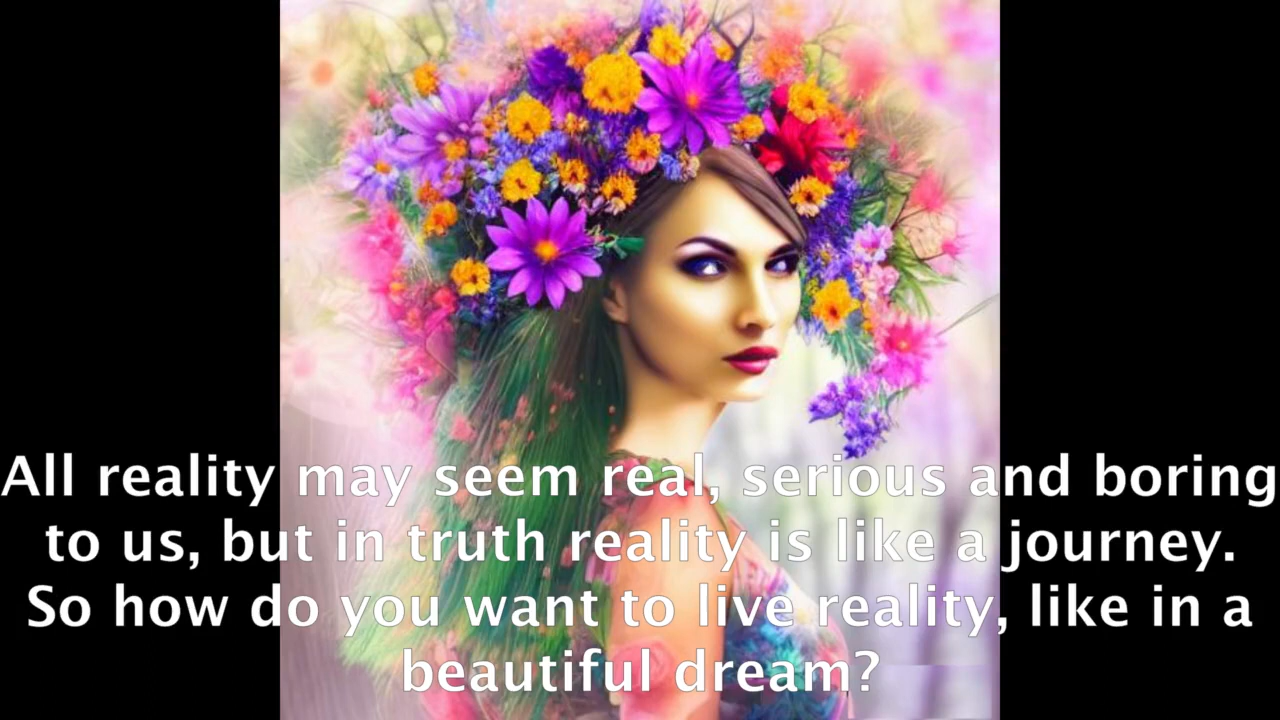 All reality may seem real, serious and boring
to us, but in truth reality is like a journey.
So how do you want to live reality, like in a
beautiful dream?